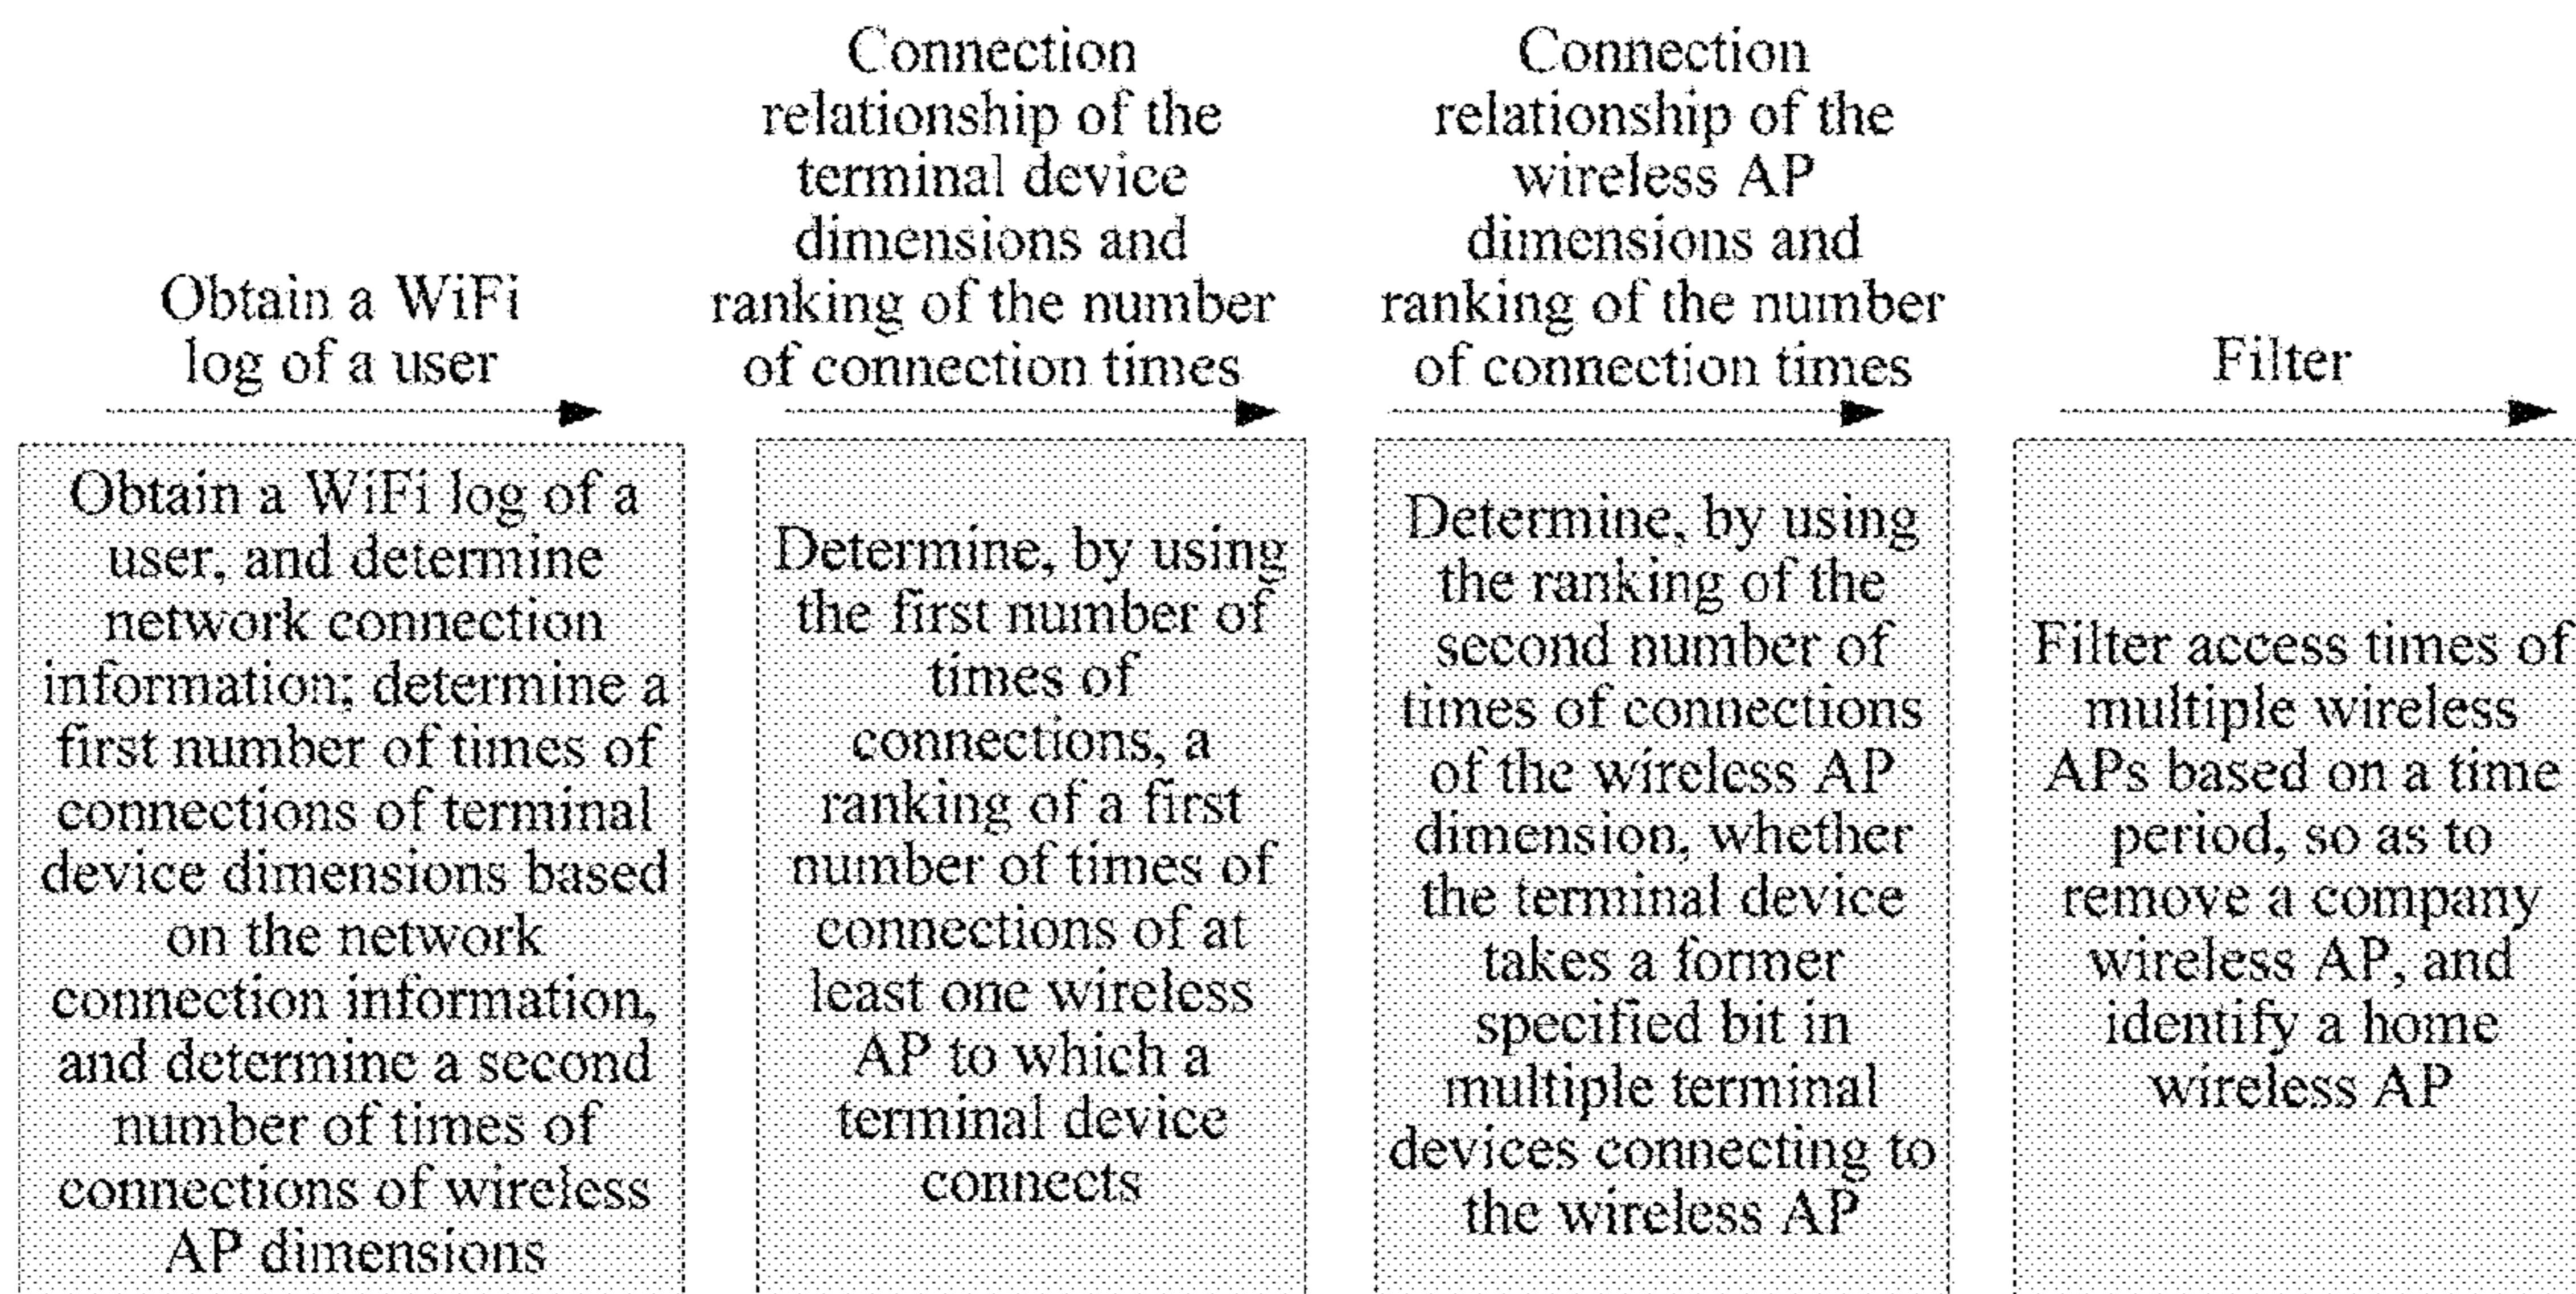 Obtain a WiFi
log of a user
Connection
relationship of the
terminal device
dimensions and
ranking of the number
of connection times
Connection
relationship of the
wireless AP
dimensions and
ranking of the number
of connection times
Filter
Obtain a WiFi log of a
user, and determine
network connection
information; determine a
first number of times of
connections of terminal
device dimensions based
on the network
connection information,
and determine a second
number of times of
connections of wireless
AP dimensions
Determine, by using
the first number of
times of
connections, a
ranking of a first
number of times of
connections of at
least one wireless
AP to which a
terminal device
connects
Determine, by using
the ranking of the
second number of
times of connections
of the wireless AP
dimension, whether
the terminal device
takes a former
specified bit in
multiple terminal
devices connecting to
the wireless AP
Filter access times of
multiple wireless
APs based on a time
period, so as to
remove a company
wireless AP, and
identify a home
wireless AP